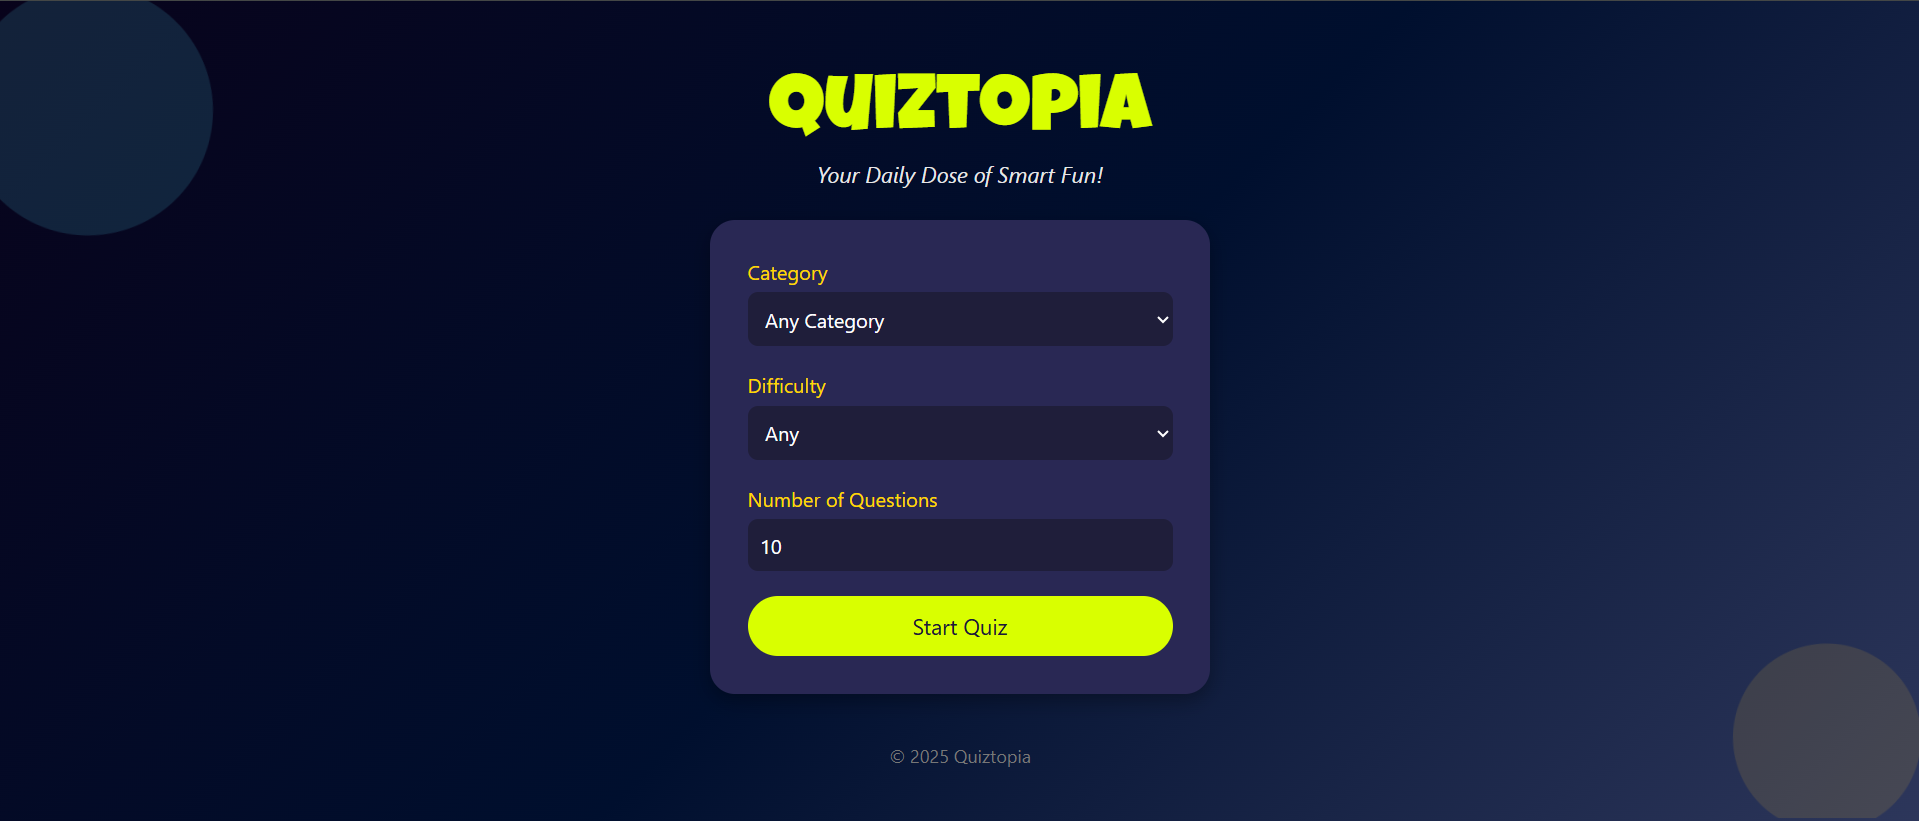 QUIZTOPIA
Your Daily Dose of Smart Fun!
Category
Any Category
Difficulty
Any
Number of Questions
10
Start Quiz
© 2025 Quiztopia